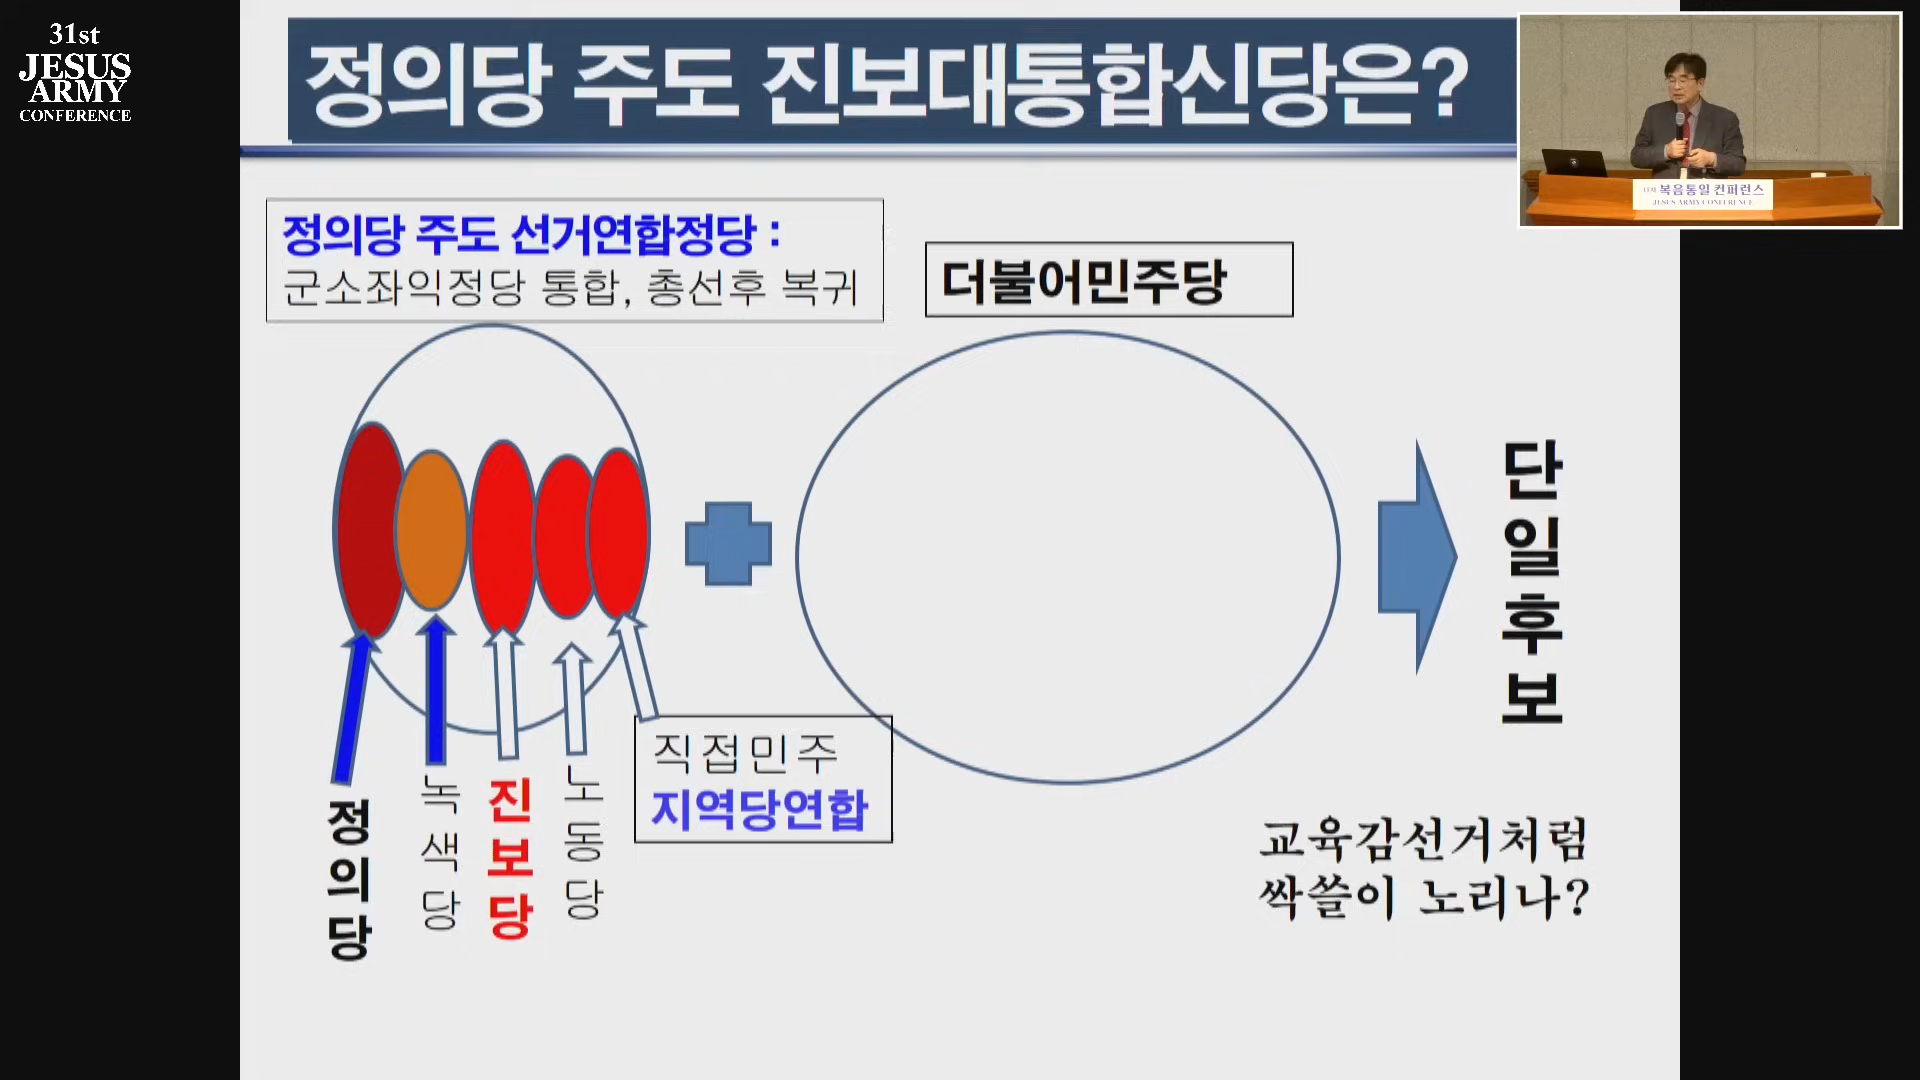 31st
JESUS
ARMY
CONFERENCE
정의당 주도 진보대통합신당은?
복음통일 컨퍼런스
JESUS ARMY CONFERENCE
정의당 주도 선거연합정당 :
군소좌익정당 통합, 총선후 복귀
더불어민주당
단일후보
직접민주
지역당연합
정의당
녹색당
진보당
노동당
교육감선거처럼
싹쓸이 노리나?